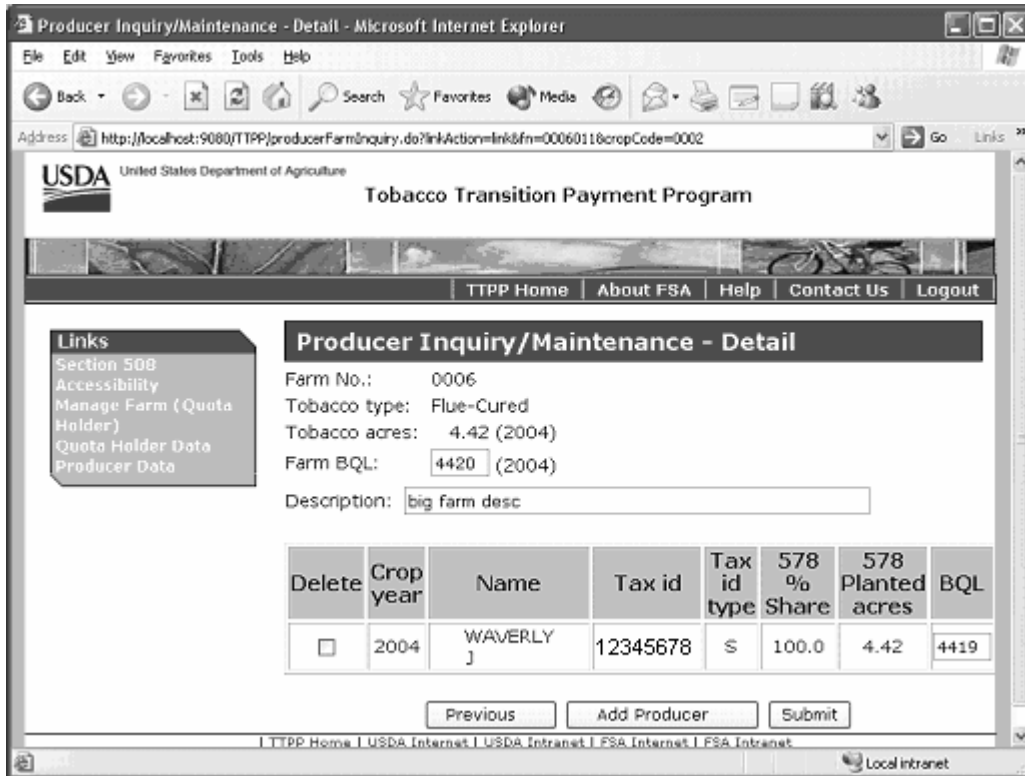 Producer Inquiry/Maintenance - Detail - Microsoft Internet Explorer
File Edit View Favorites Tools Help
Back Search Favorites Media
Address http://localhost:9080/TTPP/producerFarmInquiry.do?linkAction=link&fn=0006011&cropCode=0002 Go Links »
USDA United States Department of Agriculture
Tobacco Transition Payment Program
TTPP Home | About FSA | Help | Contact Us | Logout
Links
Section 508
Accessibility
Manage Farm (Quota
Holder)
Quota Holder Data
Producer Data
Producer Inquiry/Maintenance - Detail
Farm No.: 0006
Tobacco type: Flue-Cured
Tobacco acres: 4.42 (2004)
Farm BQL: 4420 (2004)
Description: big farm desc
Delete Crop year Name Tax id Tax id type 578 % Share 578 Planted acres BQL
2004 WAVERLY J 12345678 S 100.0 4.42 4419
Previous Add Producer Submit
| TTPP Home | USDA Internet | USDA Intranet | FSA Internet | FSA Intranet
Local intranet